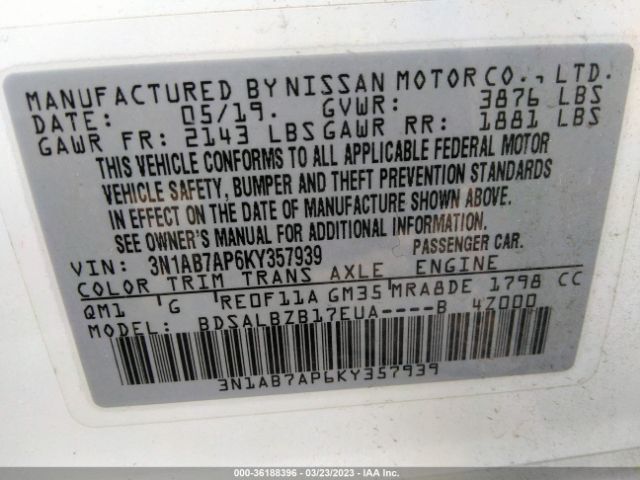 MANUFACTURED BY NISSAN MOTOR CO., LTD.
DATE: 05/19. GVWR: 3876 LBS
GAWR FR: 2143 LBS GAWR RR: 1881 LBS
THIS VEHICLE CONFORMS TO ALL APPLICABLE FEDERAL MOTOR
VEHICLE SAFETY, BUMPER AND THEFT PREVENTION STANDARDS
IN EFFECT ON THE DATE OF MANUFACTURE SHOWN ABOVE.
SEE OWNER'S MANUAL FOR ADDITIONAL INFORMATION.
VIN: 3N1AB7AP6KY357939 PASSENGER CAR.
COLOR TRIM TRANS AXLE ENGINE
QM1 G RE0F11A GM35 MRA8DE 1798 CC
MODEL: BDSALBZB17EUA----B 4Z000
3N1AB7AP6KY357939
000-36188396 - 03/23/2023 - IAA Inc.